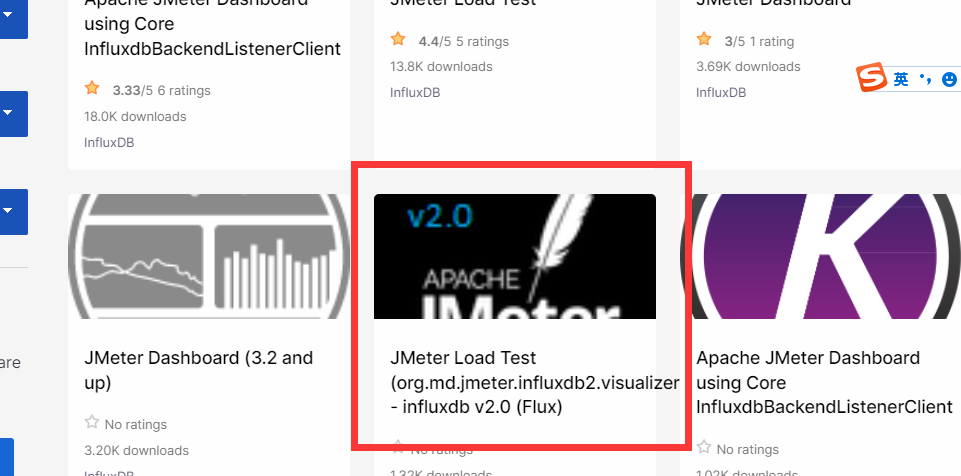 Apache JMeter Dashboard
using Core
InfluxdbBackendListenerClient
3.33/5 6 ratings
18.0K downloads
InfluxDB
JMeter Load Test
4.4/5 5 ratings
13.8K downloads
InfluxDB
JMeter Dashboard
3/5 1 rating
3.69K downloads
InfluxDB
英
are
JMeter Dashboard (3.2 and
up)
No ratings
3.20K downloads
InfluxDB
v2.0
APACHE
JMeter
JMeter Load Test
(org.md.jmeter.influxdb2.visualizer
- influxdb v2.0 (Flux)
No ratings
1.32K downloads
K
Apache JMeter Dashboard
using Core
InfluxdbBackendListenerClient
No ratings
1.02K downloads